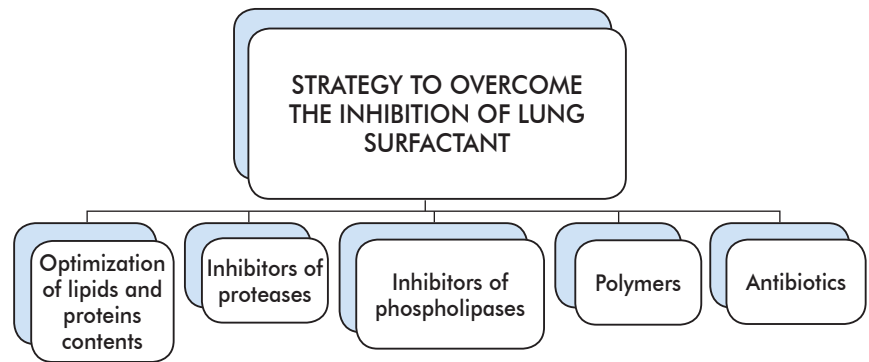 STRATEGY TO OVERCOME
THE INHIBITION OF LUNG
SURFACTANT
Optimization
of lipids and
proteins
contents
Inhibitors of
proteases
Inhibitors of
phospholipases
Polymers
Antibiotics